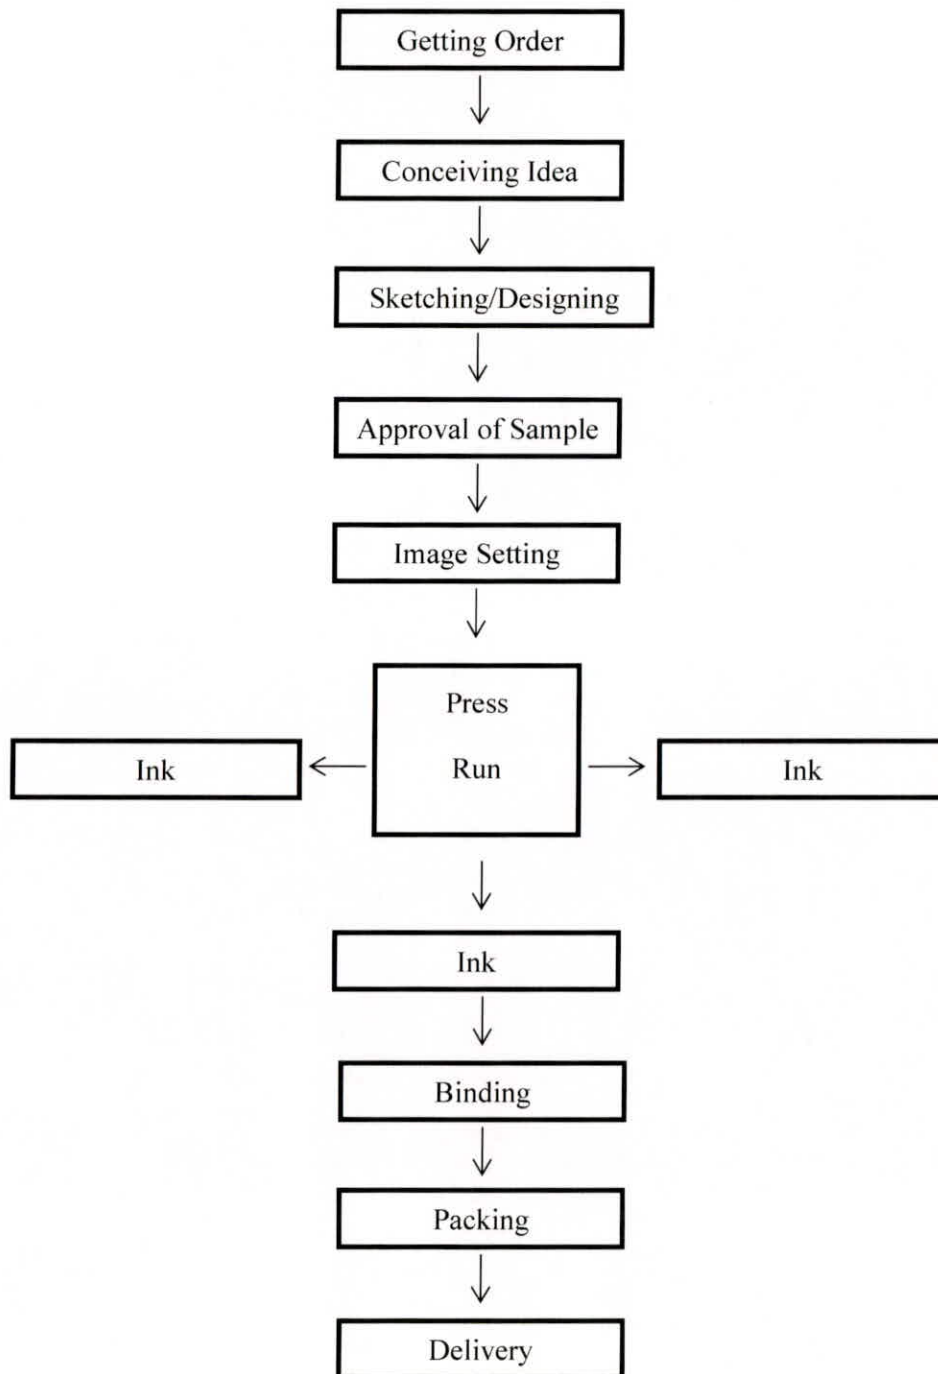 Getting Order
Conceiving Idea
Sketching/Designing
Approval of Sample
Image Setting
Press
Run
Ink
Ink
Ink
Binding
Packing
Delivery